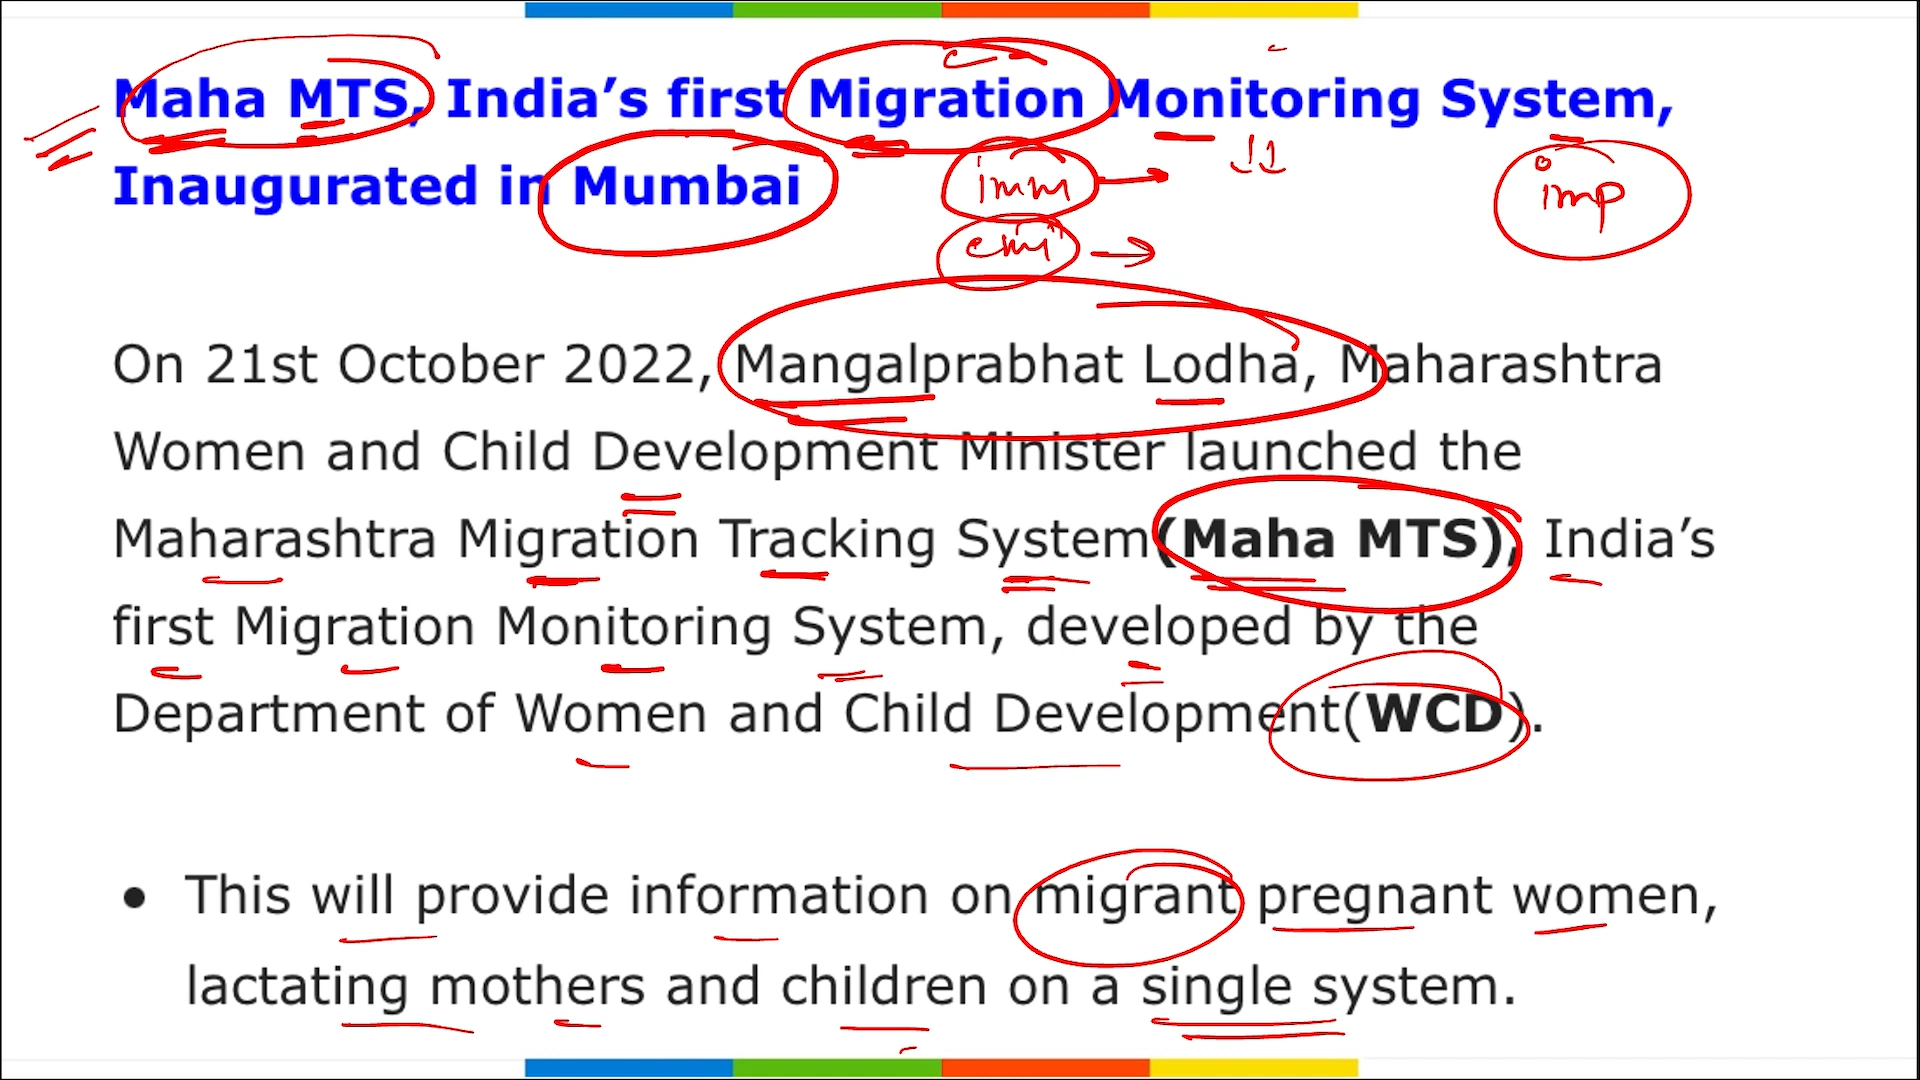 Maha MTS, India’s first Migration Monitoring System,
Inaugurated in Mumbai
imm
imp
emi
On 21st October 2022, Mangalprabhat Lodha, Maharashtra
Women and Child Development Minister launched the
Maharashtra Migration Tracking System(Maha MTS), India’s
first Migration Monitoring System, developed by the
Department of Women and Child Development(WCD).
• This will provide information on migrant pregnant women,
lactating mothers and children on a single system.